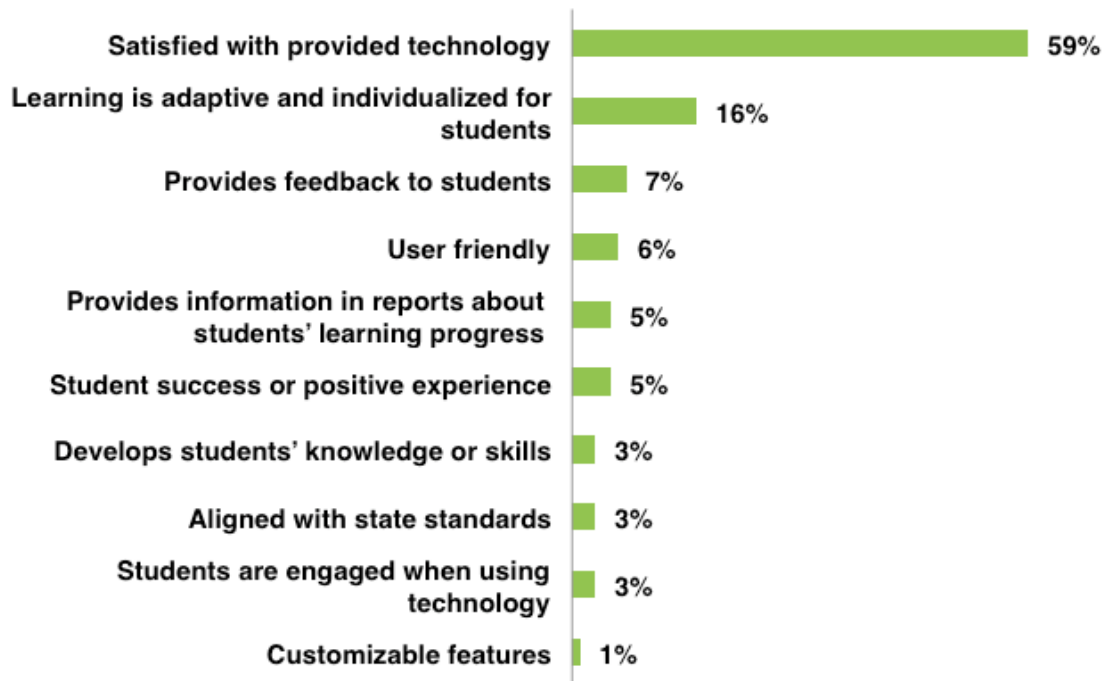 Satisfied with provided technology 59%
Learning is adaptive and individualized for
students 16%
Provides feedback to students 7%
User friendly 6%
Provides information in reports about
students’ learning progress 5%
Student success or positive experience 5%
Develops students’ knowledge or skills 3%
Aligned with state standards 3%
Students are engaged when using
technology 3%
Customizable features 1%